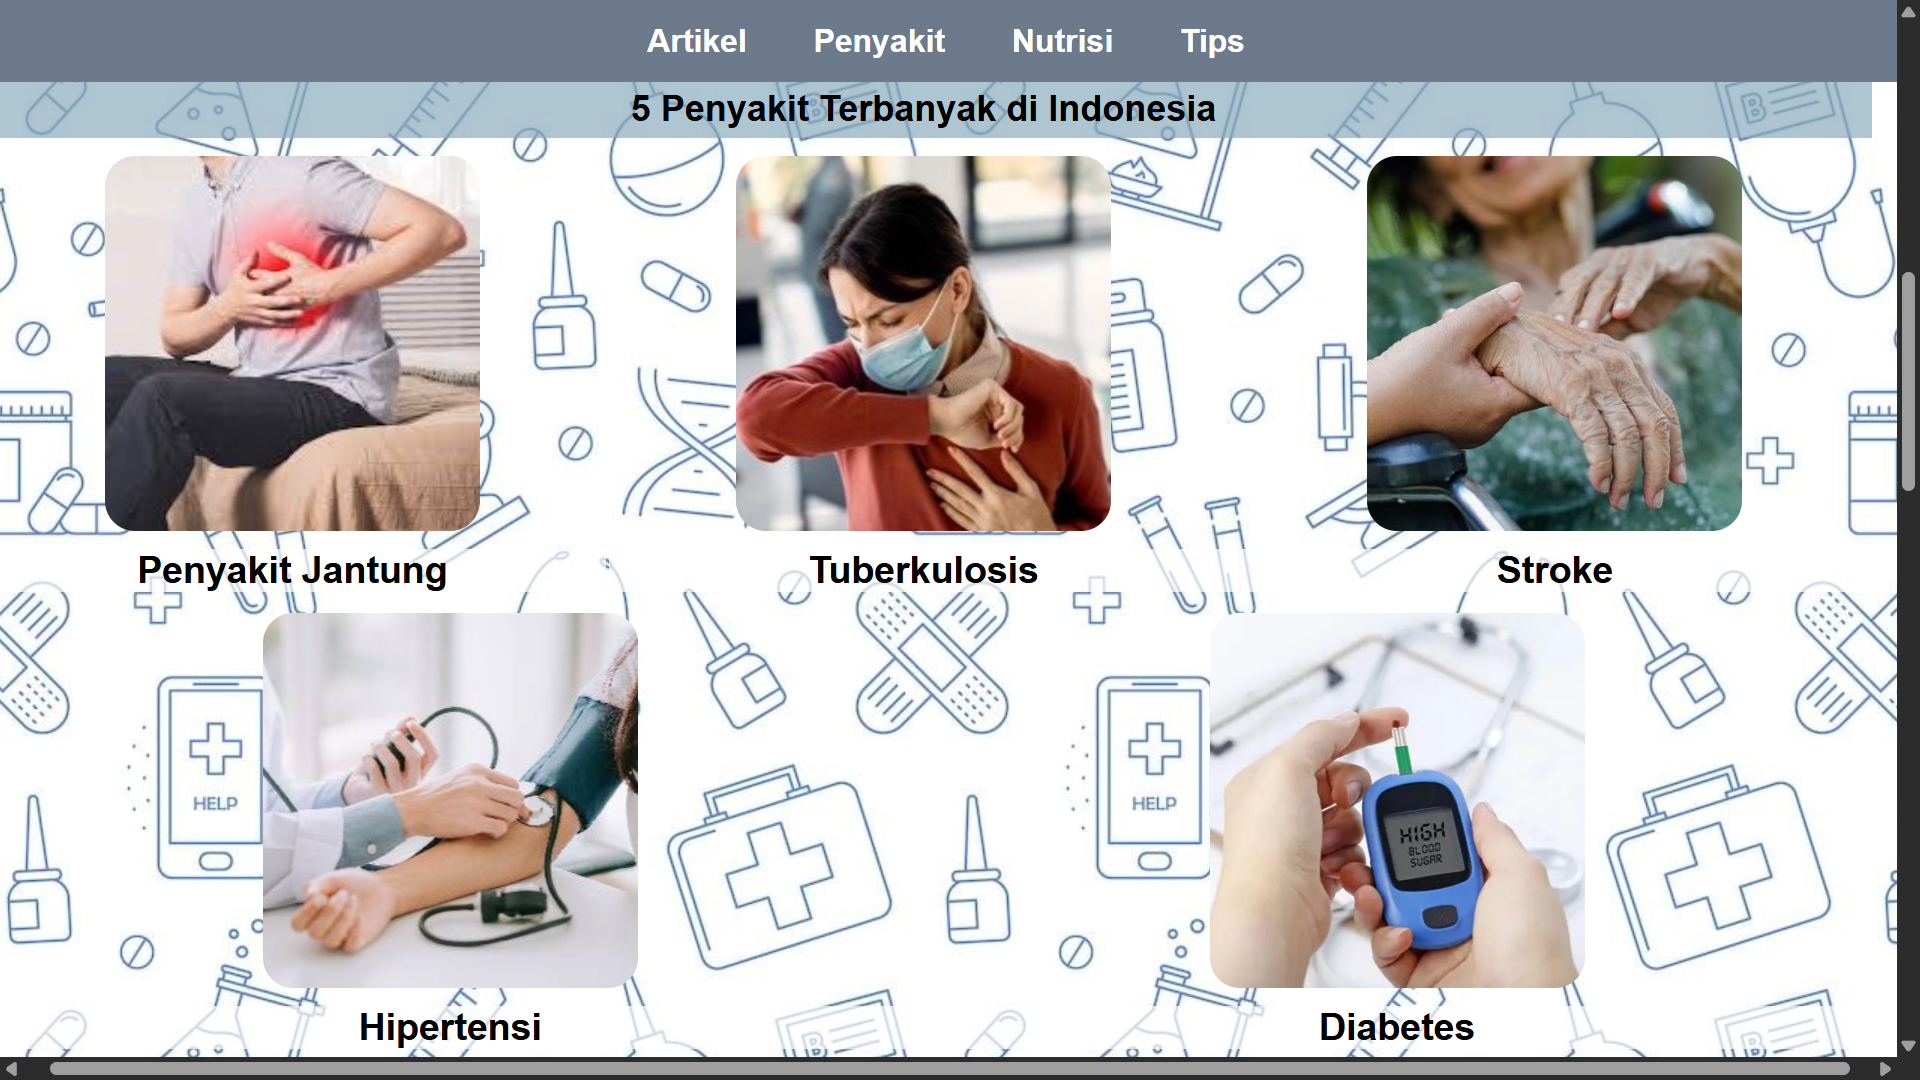 Artikel Penyakit Nutrisi Tips
5 Penyakit Terbanyak di Indonesia
Penyakit Jantung Tuberkulosis Stroke
HELP HELP
HIGH
BLOOD
SUGAR
Hipertensi Diabetes
B